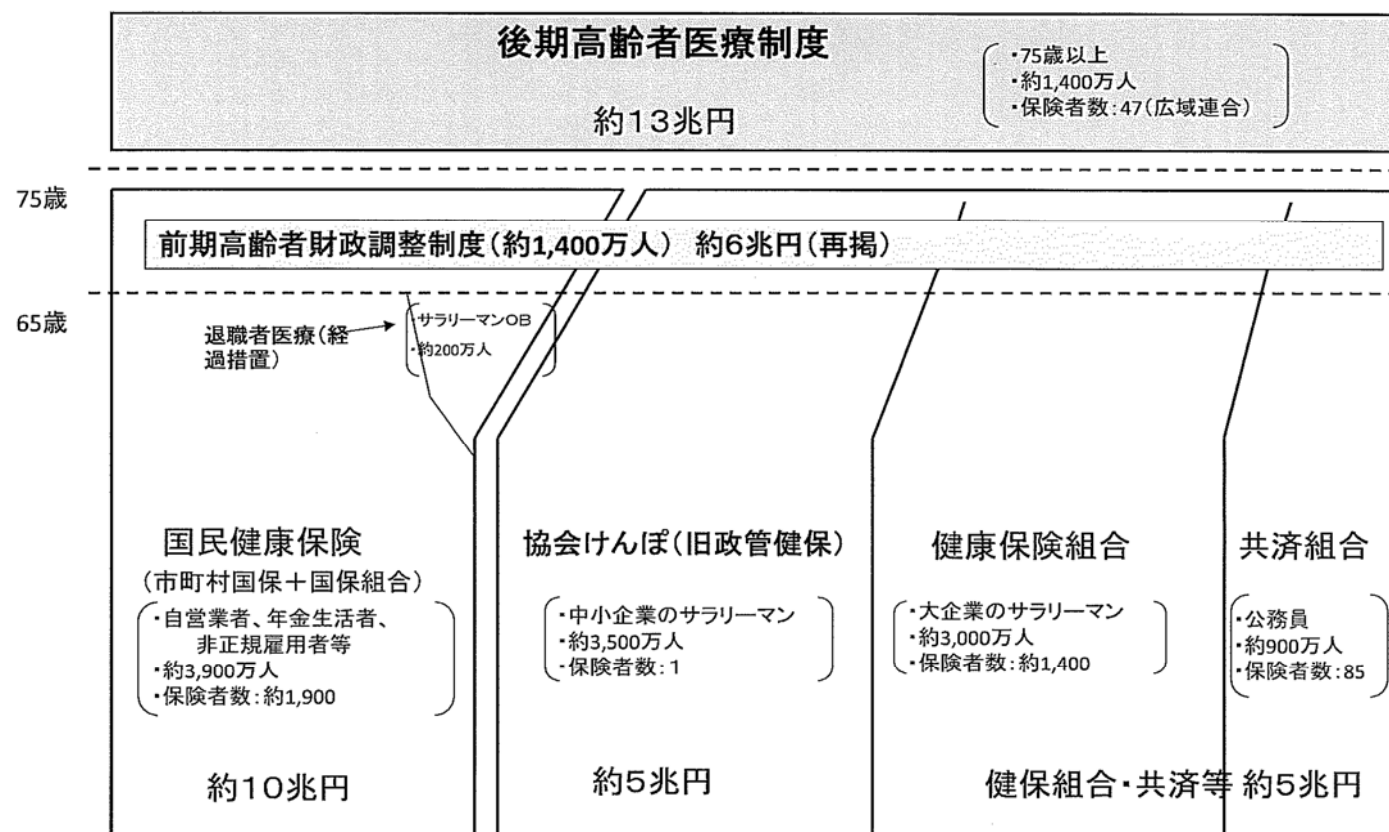 後期高齢者医療制度
約13兆円
・75歳以上
・約1,400万人
・保険者数:47(広域連合)
75歳
前期高齢者財政調整制度(約1,400万人) 約6兆円(再掲)
65歳
退職者医療(経
過措置)
・サラリーマンOB
・約200万人
国民健康保険
(市町村国保+国保組合)
・自営業者、年金生活者、
非正規雇用者等
・約3,900万人
・保険者数:約1,900
約10兆円
協会けんぽ(旧政管健保)
・中小企業のサラリーマン
・約3,500万人
・保険者数:1
約5兆円
健康保険組合
・大企業のサラリーマン
・約3,000万人
・保険者数:約1,400
共済組合
・公務員
・約900万人
・保険者数:85
健保組合・共済等 約5兆円